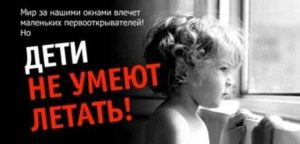 Мир за нашими окнами влечет
маленьких первооткрывателей!
Но
ДЕТИ
НЕ УМЕЮТ
ЛЕТАТЬ!